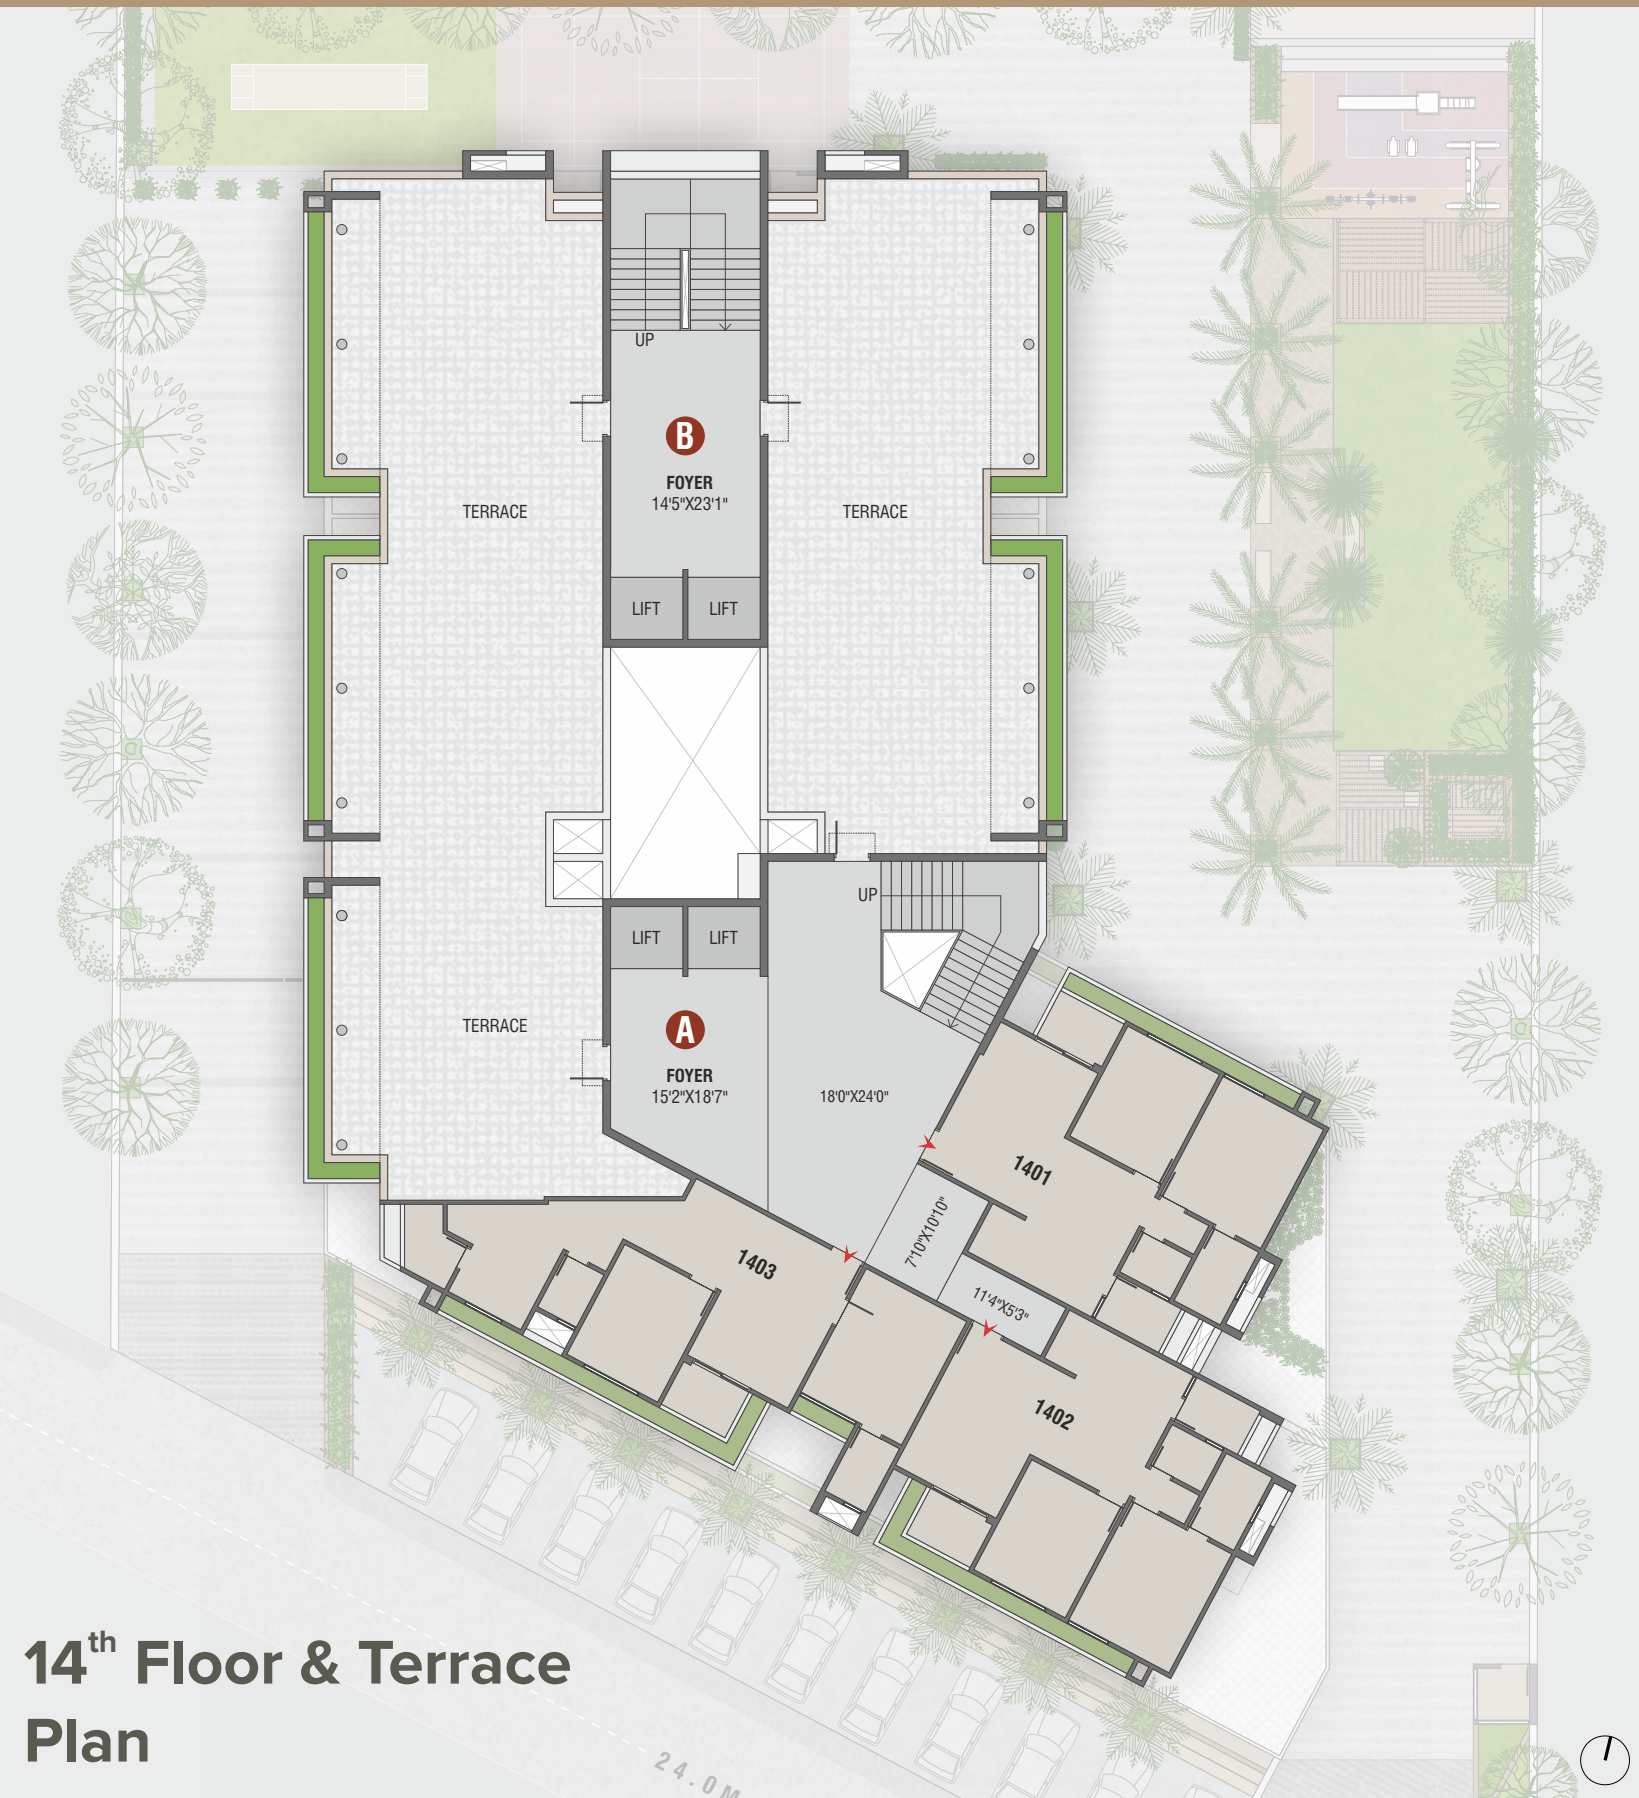 UP
B
FOYER
14'5"X23'1"
TERRACE
TERRACE
LIFT
LIFT
UP
LIFT
LIFT
TERRACE
A
FOYER
15'2"X18'7"
18'0"X24'0"
1401
7'10"X10'10"
1403
11'4"X5'3"
1402
14th Floor & Terrace
Plan
24.0M